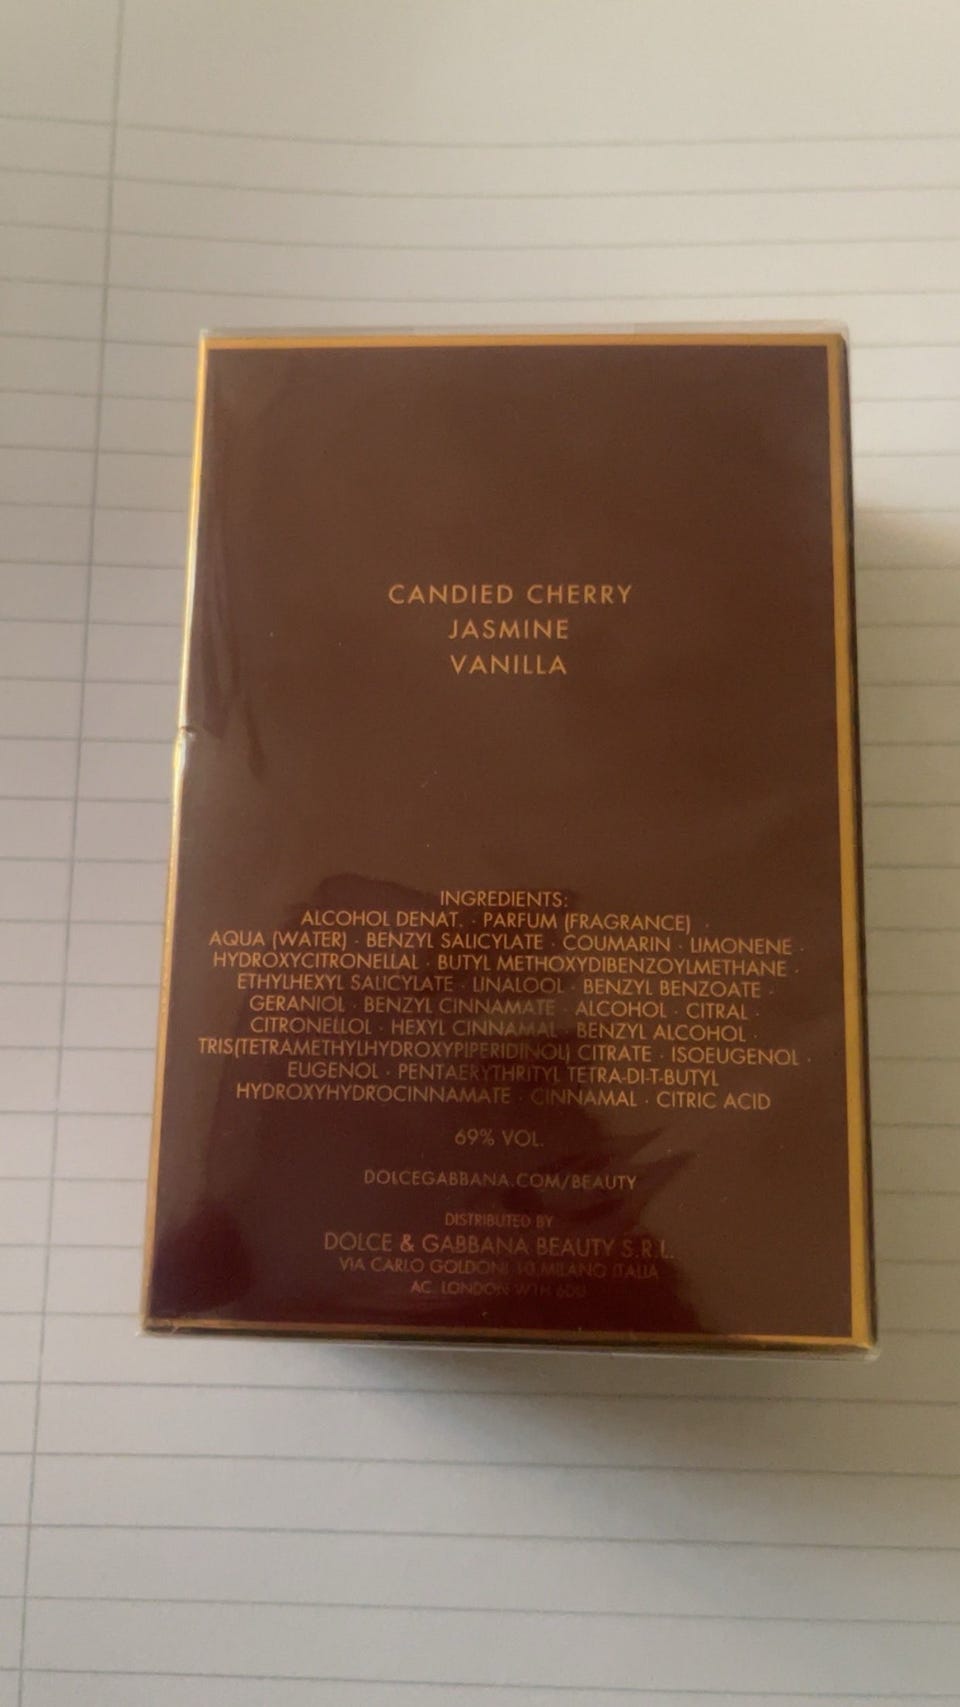 CANDIED CHERRY
JASMINE
VANILLA
INGREDIENTS:
ALCOHOL DENAT. · PARFUM (FRAGRANCE) ·
AQUA (WATER) · BENZYL SALICYLATE · COUMARIN · LIMONENE ·
HYDROXYCITRONELLAL · BUTYL METHOXYDIBENZOYLMETHANE ·
ETHYLHEXYL SALICYLATE · LINALOOL · BENZYL BENZOATE ·
GERANIOL · BENZYL CINNAMATE · ALCOHOL · CITRAL ·
CITRONELLOL · HEXYL CINNAMAL · BENZYL ALCOHOL ·
TRIS(TETRAMETHYLHYDROXYPIPERIDINOL) CITRATE · ISOEUGENOL ·
EUGENOL · PENTAERYTHRITYL TETRA-DI-T-BUTYL
HYDROXYHYDROCINNAMATE · CINNAMAL · CITRIC ACID
69% VOL.
DOLCEGABBANA.COM/BEAUTY
DISTRIBUTED BY
DOLCE & GABBANA BEAUTY S.R.L.
VIA CARLO GOLDONI 10 MILANO ITALIA
AC. LONDON